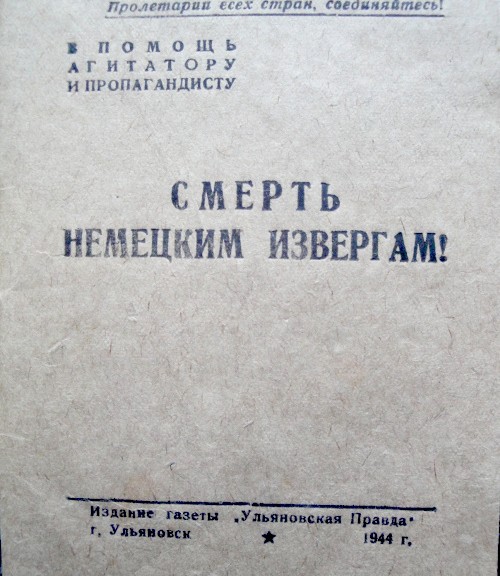 Пролетарии всех стран, соединяйтесь!
В ПОМОЩЬ
АГИТАТОРУ
И ПРОПАГАНДИСТУ
СМЕРТЬ
НЕМЕЦКИМ ИЗВЕРГАМ!
Издание газеты „Ульяновская Правда"
г. Ульяновск ★ 1944 г.